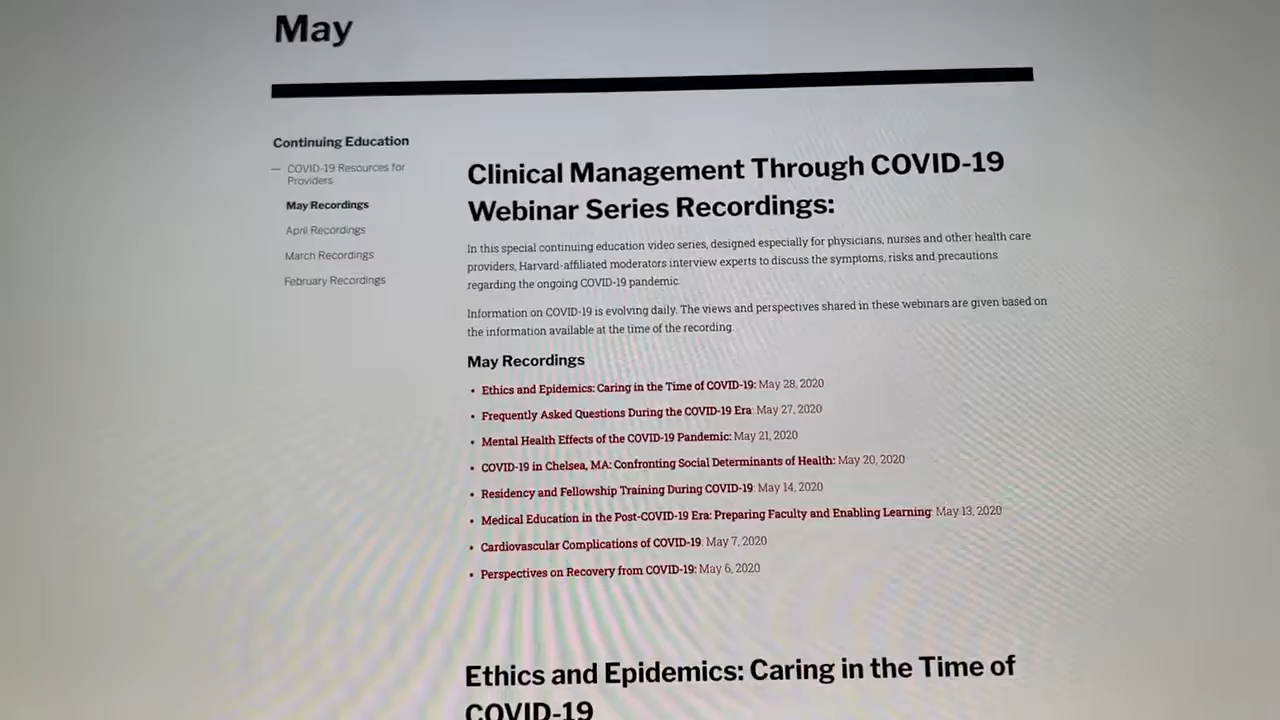 May
Continuing Education
— COVID-19 Resources for
Providers
May Recordings
April Recordings
March Recordings
February Recordings
Clinical Management Through COVID-19
Webinar Series Recordings:
In this special continuing education video series, designed especially for physicians, nurses and other health care
providers, Harvard-affiliated moderators interview experts to discuss the symptoms, risks and precautions
regarding the ongoing COVID-19 pandemic.
Information on COVID-19 is evolving daily. The views and perspectives shared in these webinars are given based on
the information available at the time of the recording.
May Recordings
• Ethics and Epidemics: Caring in the Time of COVID-19: May 28, 2020
• Frequently Asked Questions During the COVID-19 Era: May 27, 2020
• Mental Health Effects of the COVID-19 Pandemic: May 21, 2020
• COVID-19 in Chelsea, MA: Confronting Social Determinants of Health: May 20, 2020
• Residency and Fellowship Training During COVID-19: May 14, 2020
• Medical Education in the Post-COVID-19 Era: Preparing Faculty and Enabling Learning: May 13, 2020
• Cardiovascular Complications of COVID-19: May 7, 2020
• Perspectives on Recovery from COVID-19: May 6, 2020
Ethics and Epidemics: Caring in the Time of
COVID-19